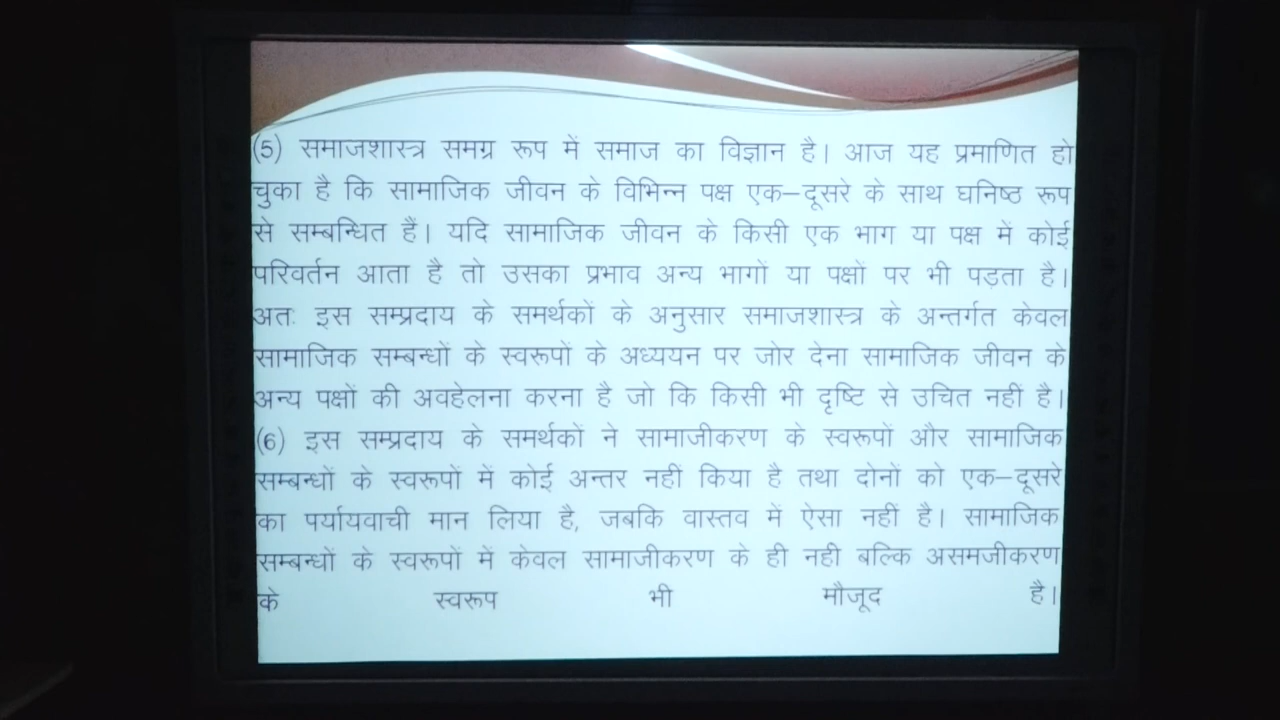 (5) समाजशास्त्र समग्र रूप में समाज का विज्ञान है। आज यह प्रमाणित हो
चुका है कि सामाजिक जीवन के विभिन्न पक्ष एक–दूसरे के साथ घनिष्ठ रूप
से सम्बन्धित हैं। यदि सामाजिक जीवन के किसी एक भाग या पक्ष में कोई
परिवर्तन आता है तो उसका प्रभाव अन्य भागों या पक्षों पर भी पड़ता है।
अतः इस सम्प्रदाय के समर्थकों के अनुसार समाजशास्त्र के अन्तर्गत केवल
सामाजिक सम्बन्धों के स्वरूपों के अध्ययन पर जोर देना सामाजिक जीवन के
अन्य पक्षों की अवहेलना करना है जो कि किसी भी दृष्टि से उचित नहीं है।
(6) इस सम्प्रदाय के समर्थकों ने सामाजीकरण के स्वरूपों और सामाजिक
सम्बन्धों के स्वरूपों में कोई अन्तर नहीं किया है तथा दोनों को एक–दूसरे
का पर्यायवाची मान लिया है, जबकि वास्तव में ऐसा नहीं है। सामाजिक
सम्बन्धों के स्वरूपों में केवल सामाजीकरण के ही नही बल्कि असमजीकरण
के स्वरूप भी मौजूद है।